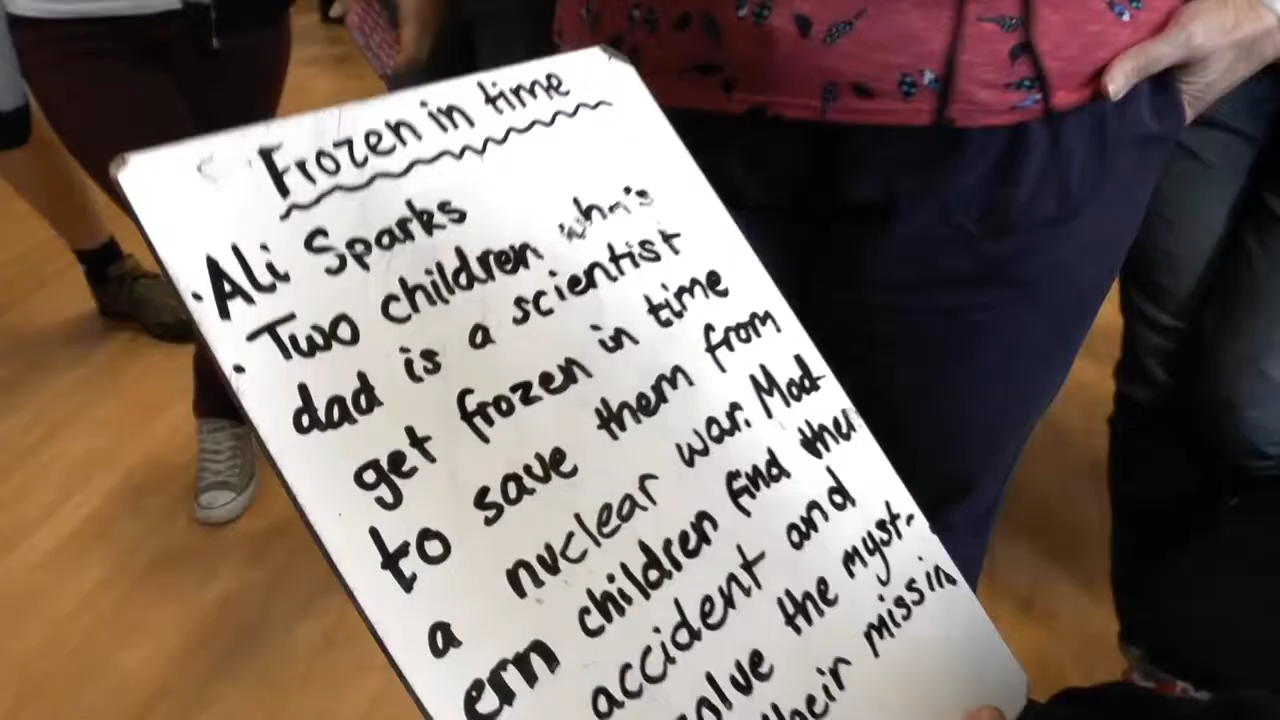 Frozen in time
· Ali Sparks
· Two children who's
dad is a scientist
get frozen in time
to save them from
a nuclear war. Mod-
ern children find them
accident and
solve the myst-
their missin